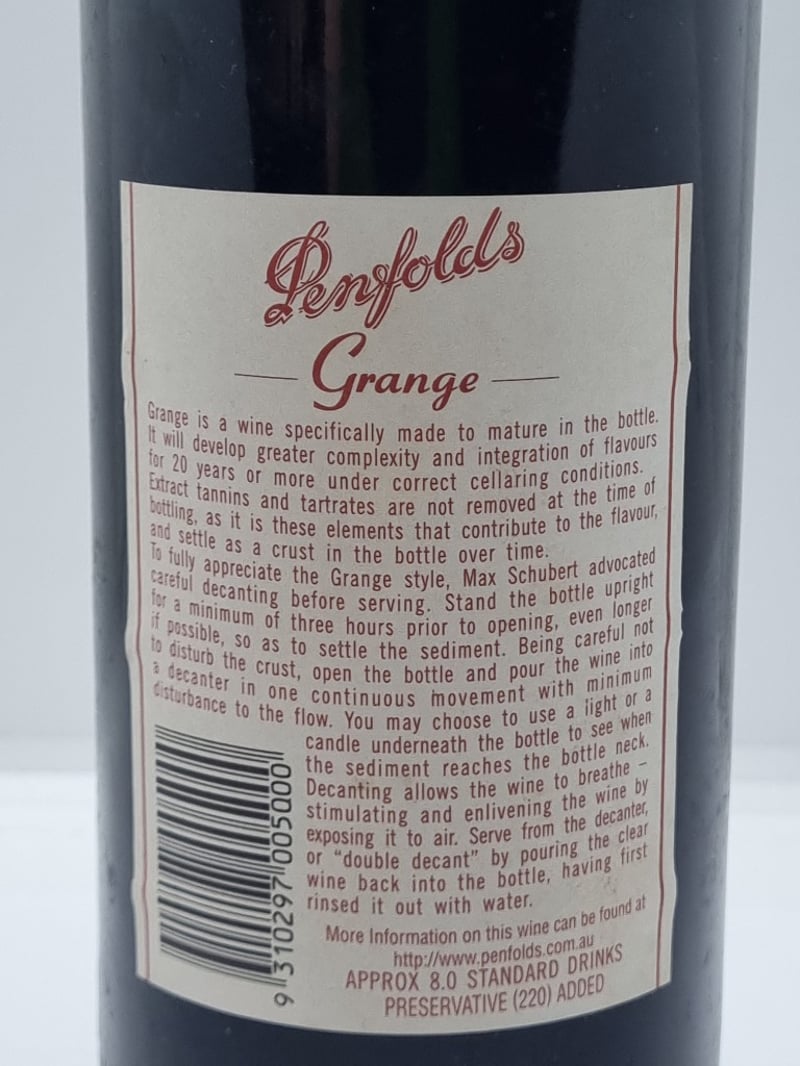 Penfolds
Grange
Grange is a wine specifically made to mature in the bottle.
It will develop greater complexity and integration of flavours
for 20 years or more under correct cellaring conditions.
Extract tannins and tartrates are not removed at the time of
bottling, as it is these elements that contribute to the flavour,
and settle as a crust in the bottle over time.
To fully appreciate the Grange style, Max Schubert advocated
careful decanting before serving. Stand the bottle upright
for a minimum of three hours prior to opening, even longer
if possible, so as to settle the sediment. Being careful not
to disturb the crust, open the bottle and pour the wine into
a decanter in one continuous movement with minimum
disturbance to the flow. You may choose to use a light or a
candle underneath the bottle to see when
the sediment reaches the bottle neck.
Decanting allows the wine to breathe –
stimulating and enlivening the wine by
exposing it to air. Serve from the decanter,
or “double decant” by pouring the clear
wine back into the bottle, having first
rinsed it out with water.
More Information on this wine can be found at
http://www.penfolds.com.au
APPROX 8.0 STANDARD DRINKS
PRESERVATIVE (220) ADDED
9 310297 005000